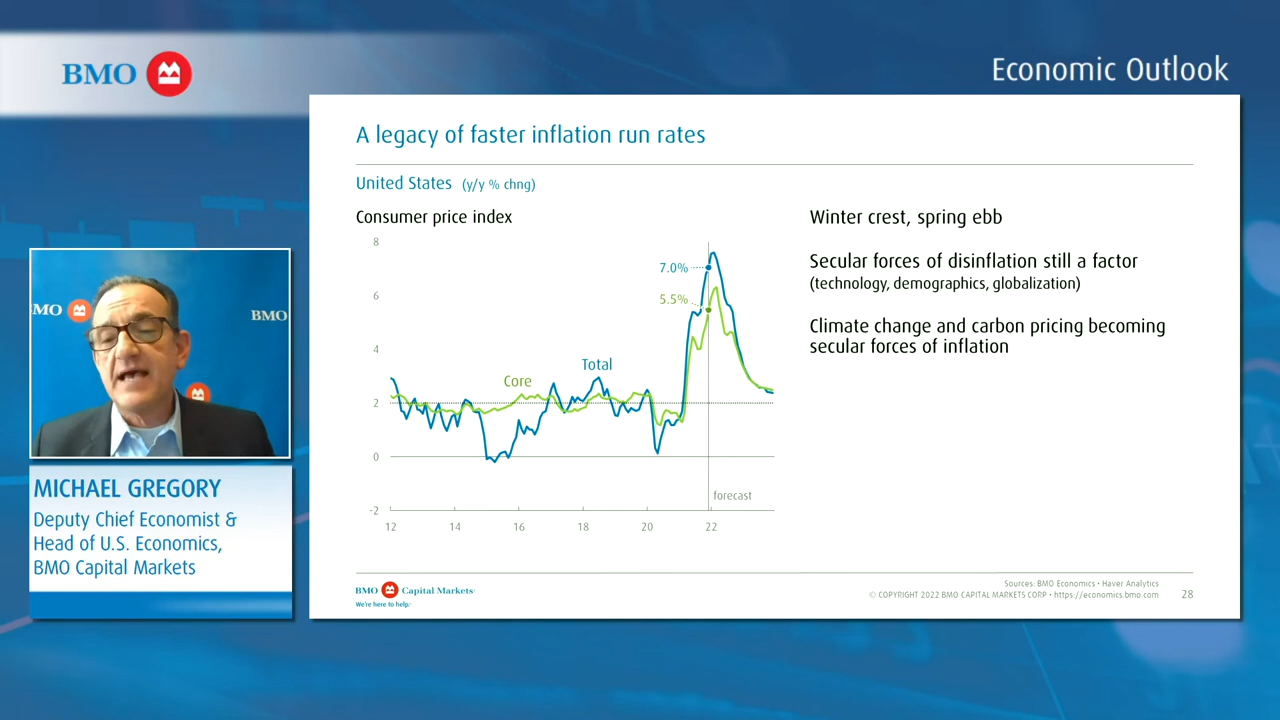 BMO
Economic Outlook
A legacy of faster inflation run rates
United States (y/y % chng)
Consumer price index
8
6
4
2
0
-2
7.0%
5.5%
Total
Core
forecast
12 14 16 18 20 22
Winter crest, spring ebb
Secular forces of disinflation still a factor
(technology, demographics, globalization)
Climate change and carbon pricing becoming
secular forces of inflation
MO
BMO
MICHAEL GREGORY
Deputy Chief Economist &
Head of U.S. Economics,
BMO Capital Markets
BMO Capital Markets
We're here to help.
Sources: BMO Economics • Haver Analytics
© COPYRIGHT 2022 BMO CAPITAL MARKETS CORP • https://economics.bmo.com
28